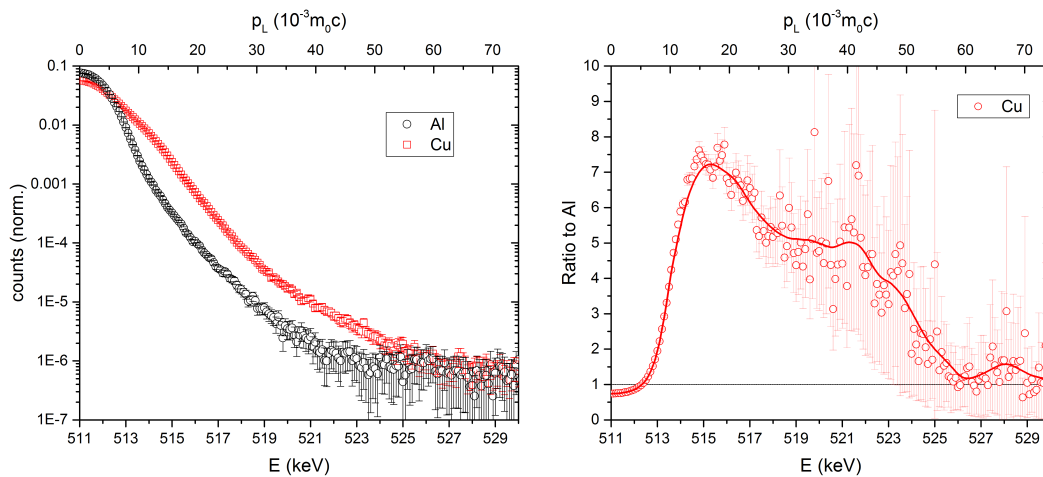 p_L (10^-3 m_0c)
0 10 20 30 40 50 60 70
0.1
0.01
0.001
1E-4
1E-5
1E-6
1E-7
counts (norm.)
Al
Cu
511 513 515 517 519 521 523 525 527 529
E (keV)
p_L (10^-3 m_0c)
0 10 20 30 40 50 60 70
10
9
8
7
6
5
4
3
2
1
0
Ratio to Al
Cu
511 513 515 517 519 521 523 525 527 529
E (keV)